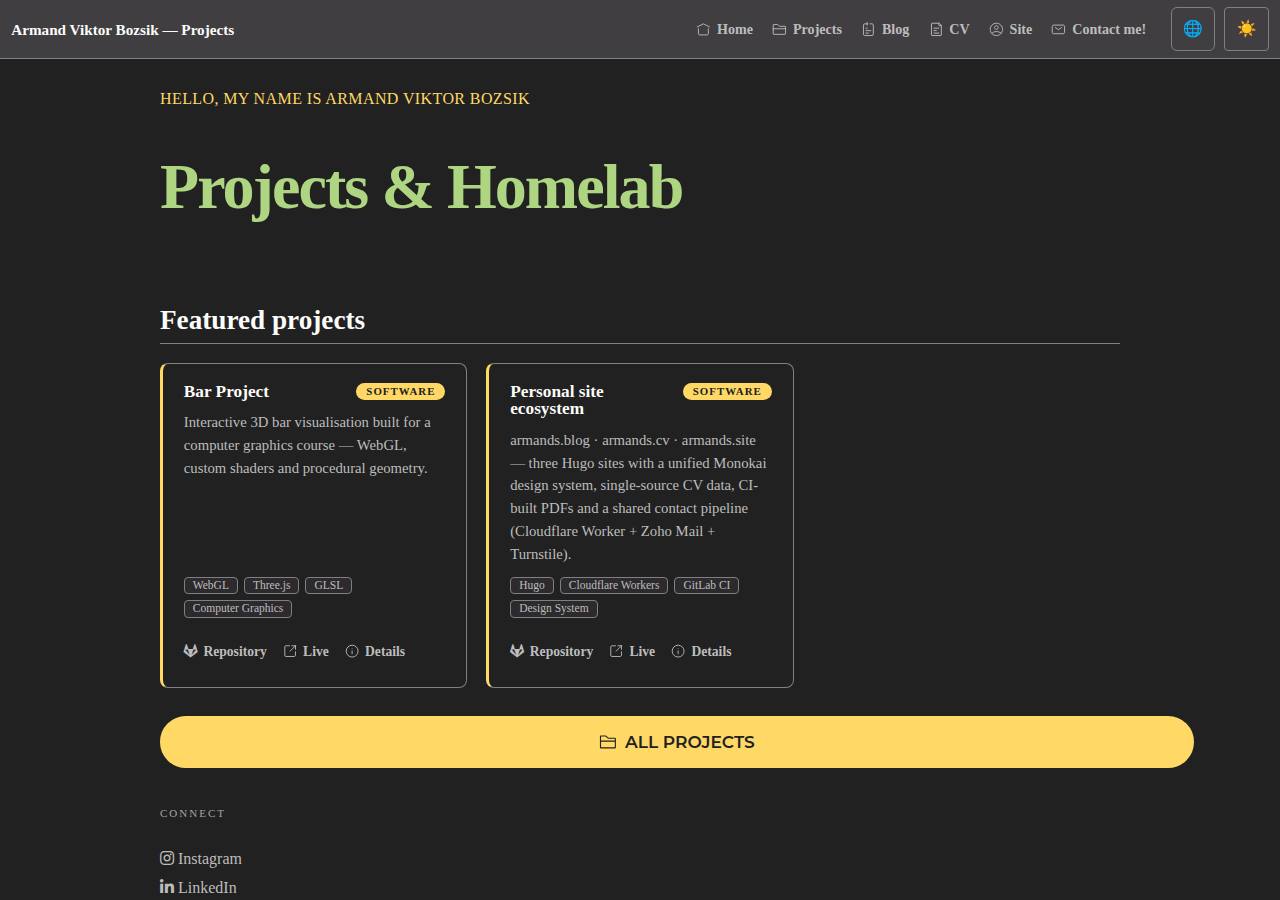 Armand Viktor Bozsik — Projects
Home
Projects
Blog
CV
Site
Contact me!
HELLO, MY NAME IS ARMAND VIKTOR BOZSIK
Projects & Homelab
Featured projects
Bar Project
SOFTWARE
Interactive 3D bar visualisation built for a
computer graphics course — WebGL,
custom shaders and procedural geometry.
WebGL
Three.js
GLSL
Computer Graphics
Repository
Live
Details
Personal site
ecosystem
SOFTWARE
armands.blog · armands.cv · armands.site
— three Hugo sites with a unified Monokai
design system, single-source CV data, CI-
built PDFs and a shared contact pipeline
(Cloudflare Worker + Zoho Mail +
Turnstile).
Hugo
Cloudflare Workers
GitLab CI
Design System
Repository
Live
Details
ALL PROJECTS
CONNECT
Instagram
LinkedIn